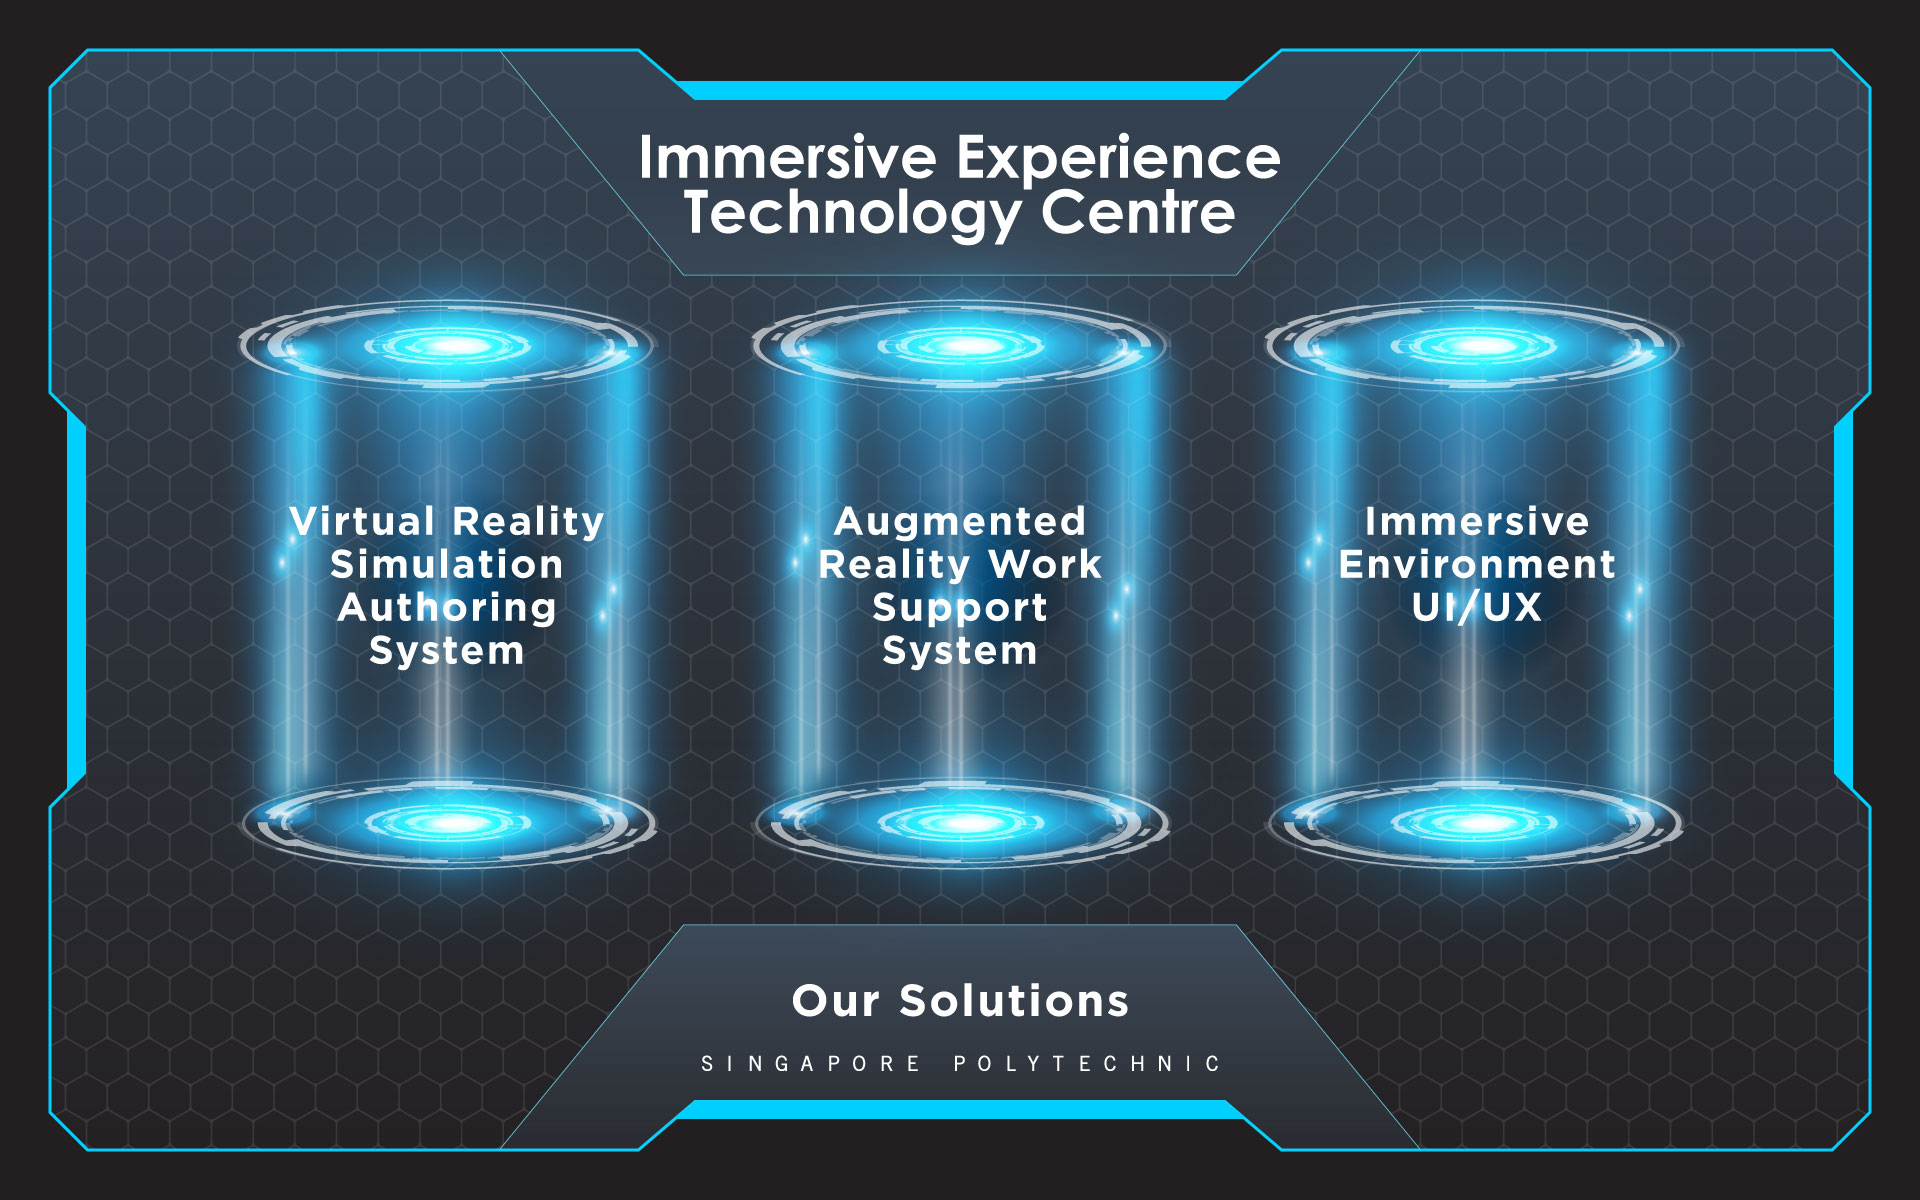 Immersive Experience
Technology Centre
Virtual Reality
Simulation
Authoring
System
Augmented
Reality Work
Support
System
Immersive
Environment
UI/UX
Our Solutions
SINGAPORE POLYTECHNIC